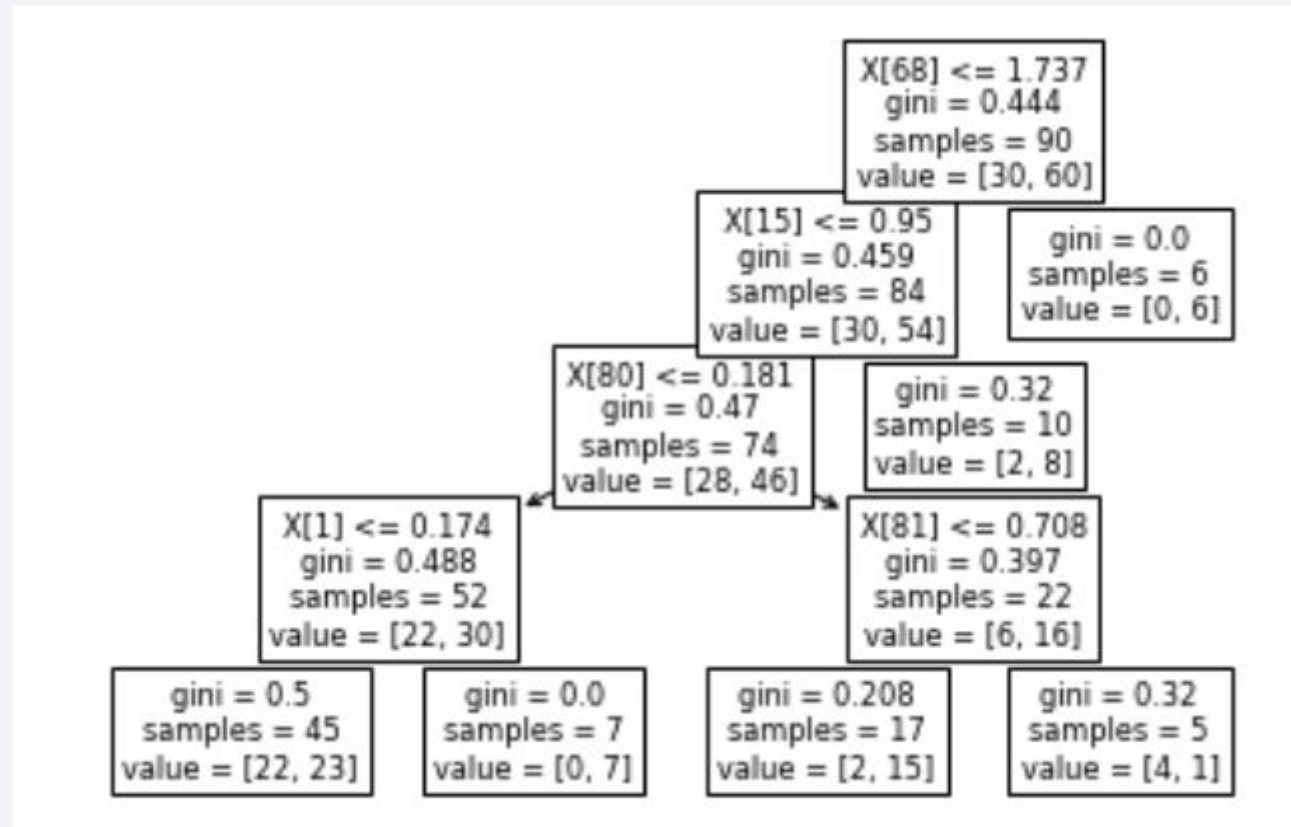 X[68] <= 1.737
gini = 0.444
samples = 90
value = [30, 60]
X[15] <= 0.95
gini = 0.459
samples = 84
value = [30, 54]
gini = 0.0
samples = 6
value = [0, 6]
X[80] <= 0.181
gini = 0.47
samples = 74
value = [28, 46]
gini = 0.32
samples = 10
value = [2, 8]
X[1] <= 0.174
gini = 0.488
samples = 52
value = [22, 30]
X[81] <= 0.708
gini = 0.397
samples = 22
value = [6, 16]
gini = 0.5
samples = 45
value = [22, 23]
gini = 0.0
samples = 7
value = [0, 7]
gini = 0.208
samples = 17
value = [2, 15]
gini = 0.32
samples = 5
value = [4, 1]